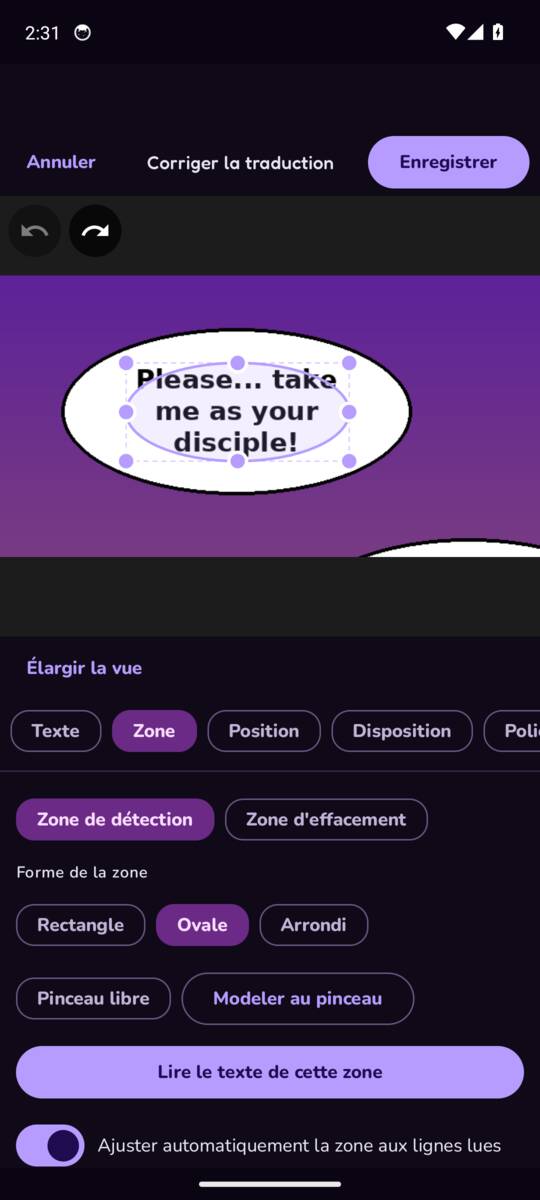 2:31
Annuler
Corriger la traduction
Enregistrer
Please... take
me as your
disciple!
Élargir la vue
Texte
Zone
Position
Disposition
Poli
Zone de détection
Zone d'effacement
Forme de la zone
Rectangle
Ovale
Arrondi
Pinceau libre
Modeler au pinceau
Lire le texte de cette zone
Ajuster automatiquement la zone aux lignes lues